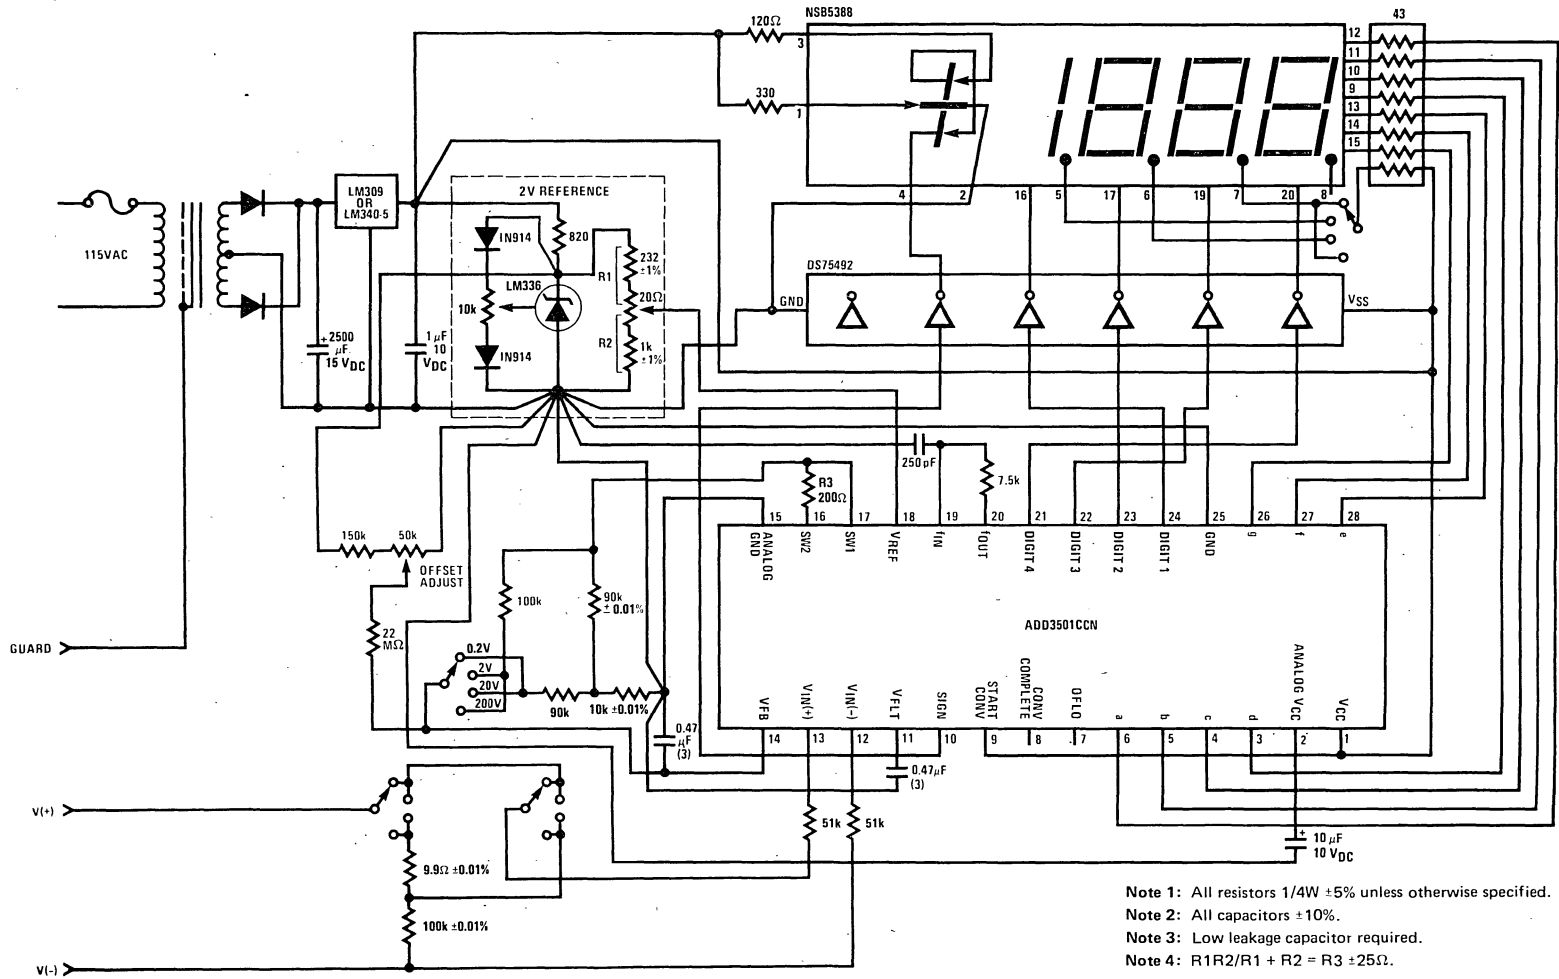 NSB5388
43
120Ω
3
12
11
10
9
13
14
15
330
1
4
2
16
5
17
6
19
7
20
8
115VAC
LM309
OR
LM340-5
2V REFERENCE
IN914
820
232
±1%
R1
LM336
10k
20Ω
R2
1k
±1%
IN914
+ 2500
µF
15 VDC
1 µF
10
VDC
DS75492
GND
VSS
250 pF
7.5k
R3
200Ω
150k
50k
OFFSET
ADJUST
22
MΩ
100k
90k
± 0.01%
GUARD
15
16
17
18
19
20
21
22
23
24
25
26
27
28
ANALOG
GND
SW2
SW1
VREF
fIN
fOUT
DIGIT 4
DIGIT 3
DIGIT 2
DIGIT 1
GND
g
f
e
ADD3501CCN
0.2V
2V
20V
200V
90k
10k ±0.01%
VFB
VIN(+)
VIN(-)
VFLT
SIGN
START
CONV
CONV
COMPLETE
OFLO
a
b
c
d
ANALOG VCC
VCC
14
13
12
11
10
9
8
7
6
5
4
3
2
1
0.47
µF
(3)
0.47µF
(3)
V(+)
51k
51k
+
10 µF
10 VDC
9.9Ω ±0.01%
100k ±0.01%
V(-)
Note 1: All resistors 1/4W ±5% unless otherwise specified.
Note 2: All capacitors ±10%.
Note 3: Low leakage capacitor required.
Note 4: R1R2/R1 + R2 = R3 ±25Ω.